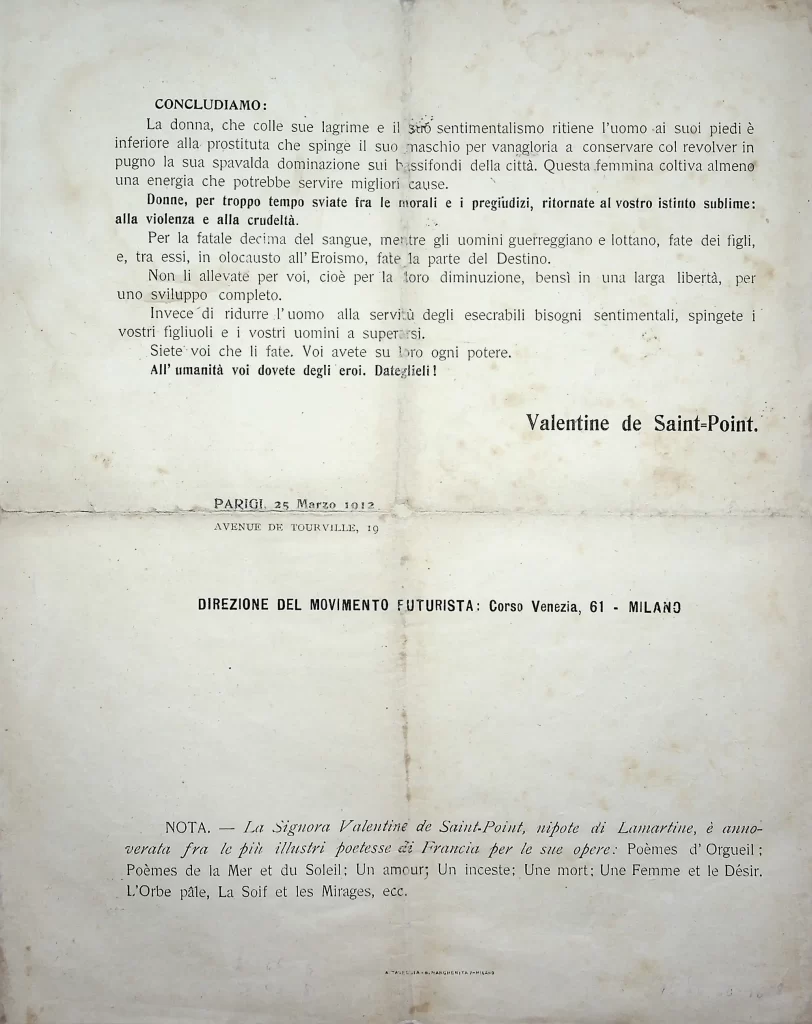 CONCLUDIAMO:
La donna, che colle sue lagrime e il suo sentimentalismo ritiene l'uomo ai suoi piedi è
inferiore alla prostituta che spinge il suo maschio per vanagloria a conservare col revolver in
pugno la sua spavalda dominazione sui bassifondi della città. Questa femmina coltiva almeno
una energia che potrebbe servire migliori cause.
Donne, per troppo tempo sviate fra le morali e i pregiudizi, ritornate al vostro istinto sublime:
alla violenza e alla crudeltà.
Per la fatale decima del sangue, mentre gli uomini guerreggiano e lottano, fate dei figli,
e, tra essi, in olocausto all'Eroismo, fate la parte del Destino.
Non li allevate per voi, cioè per la loro diminuzione, bensì in una larga libertà, per
uno sviluppo completo.
Invece di ridurre l'uomo alla servitù degli esecrabili bisogni sentimentali, spingete i
vostri figliuoli e i vostri uomini a superarsi.
Siete voi che li fate. Voi avete su loro ogni potere.
All'umanità voi dovete degli eroi. Dateglieli!
Valentine de Saint=Point.
PARIGI, 25 Marzo 1912
AVENUE DE TOURVILLE, 19
DIREZIONE DEL MOVIMENTO FUTURISTA: Corso Venezia, 61 - MILANO
NOTA. — La Signora Valentine de Saint-Point, nipote di Lamartine, è anno-
verata fra le più illustri poetesse di Francia per le sue opere: Poèmes d'Orgueil;
Poèmes de la Mer et du Soleil; Un amour; Un inceste; Une mort; Une Femme et le Désir.
L'Orbe pâle, La Soif et les Mirages, ecc.